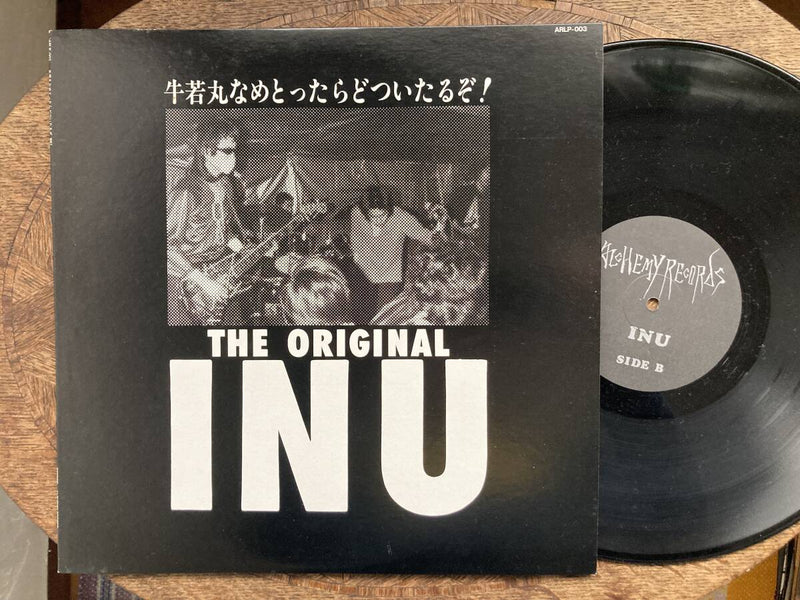 ARLP-003
牛若丸なめとったらどついたるぞ!
THE ORIGINAL
INU
ALCHEMY RECORDS
INU
SIDE B